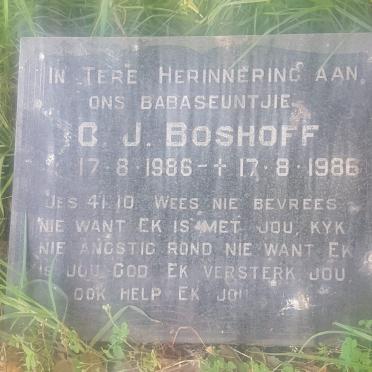 IN TERE HERINNERING AAN
ONS BABASEUNTJIE
C. J. BOSHOFF
17·8·1986-†17·8·1986
JES 41:10. WEES NIE BEVREES
NIE WANT EK IS MET JOU, KYK
NIE ANGSTIG ROND NIE WANT EK
IS JOU GOD EK VERSTERK JOU
OOK HELP EK JOU